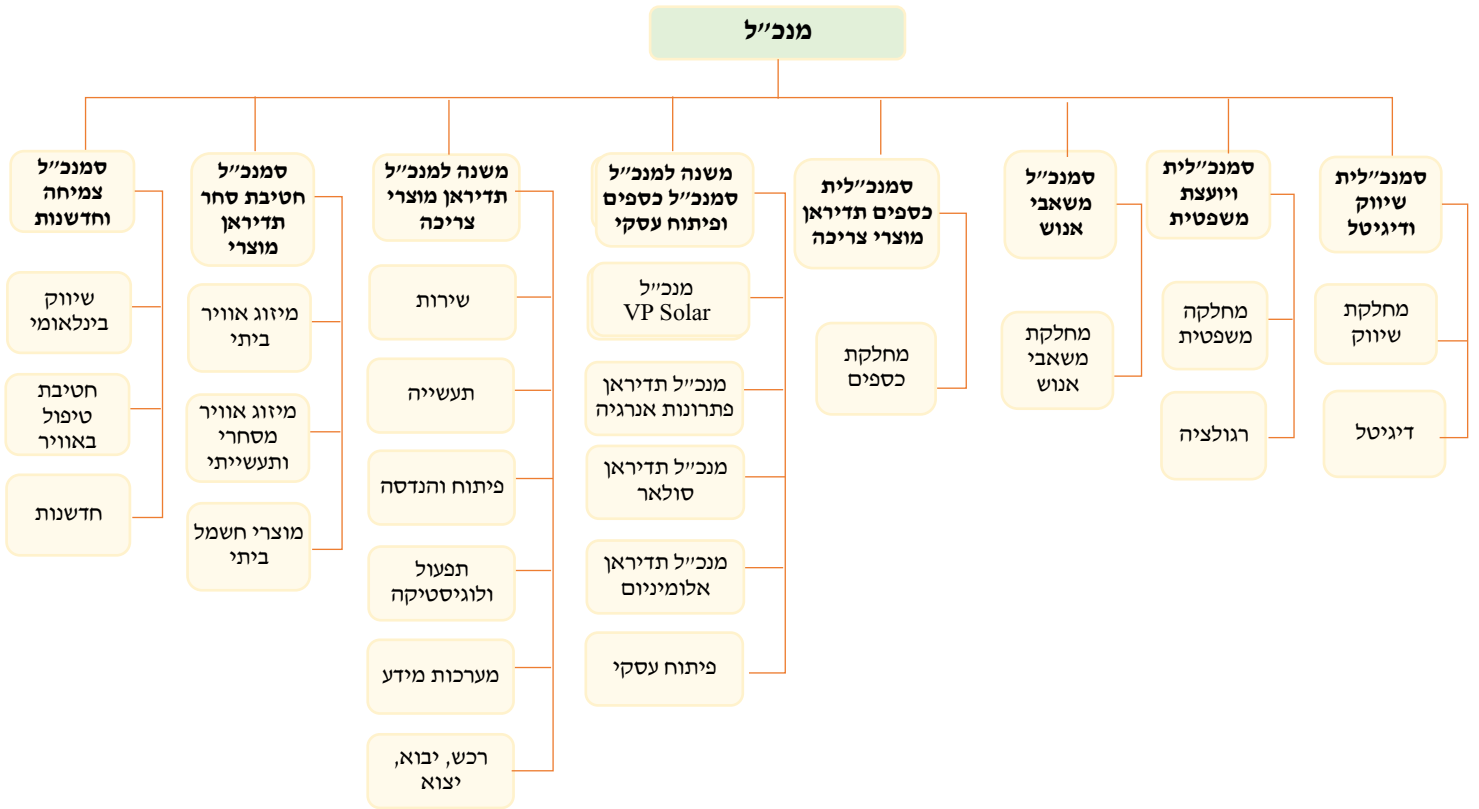 מנכ״ל
סמנכ״לית
שיווק
ודיגיטל
מחלקת
שיווק
דיגיטל
סמנכ״לית
ויועצת
משפטית
מחלקה
משפטית
רגולציה
סמנכ״ל
משאבי
אנוש
מחלקת
משאבי
אנוש
סמנכ״לית
כספים תדיראן
מוצרי צריכה
מחלקת
כספים
משנה למנכ״ל
סמנכ״ל כספים
ופיתוח עסקי
מנכ״ל
VP Solar
מנכ״ל תדיראן
פתרונות אנרגיה
מנכ״ל תדיראן
סולאר
מנכ״ל תדיראן
אלומיניום
פיתוח עסקי
משנה למנכ״ל
תדיראן מוצרי
צריכה
שירות
תעשייה
פיתוח והנדסה
תפעול
ולוגיסטיקה
מערכות מידע
רכש, יבוא,
יצוא
סמנכ״ל
חטיבת סחר
תדיראן
מוצרי
מיזוג אוויר
ביתי
מיזוג אוויר
מסחרי
ותעשייתי
מוצרי חשמל
ביתי
סמנכ״ל
צמיחה
וחדשנות
שיווק
בינלאומי
חטיבת
טיפול
באוויר
חדשנות